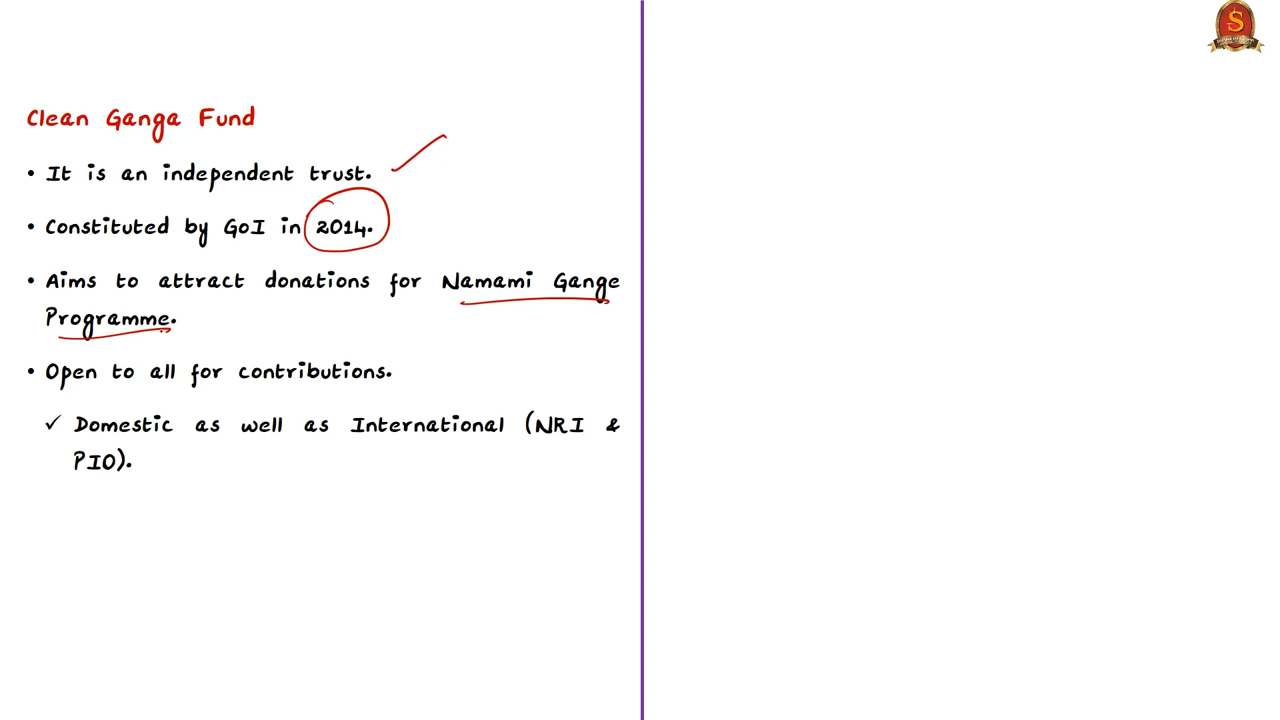 Clean Ganga Fund
• It is an independent trust.
• Constituted by GoI in 2014.
• Aims to attract donations for Namami Gange
Programme.
• Open to all for contributions.
✓ Domestic as well as International (NRI &
PIO).
S